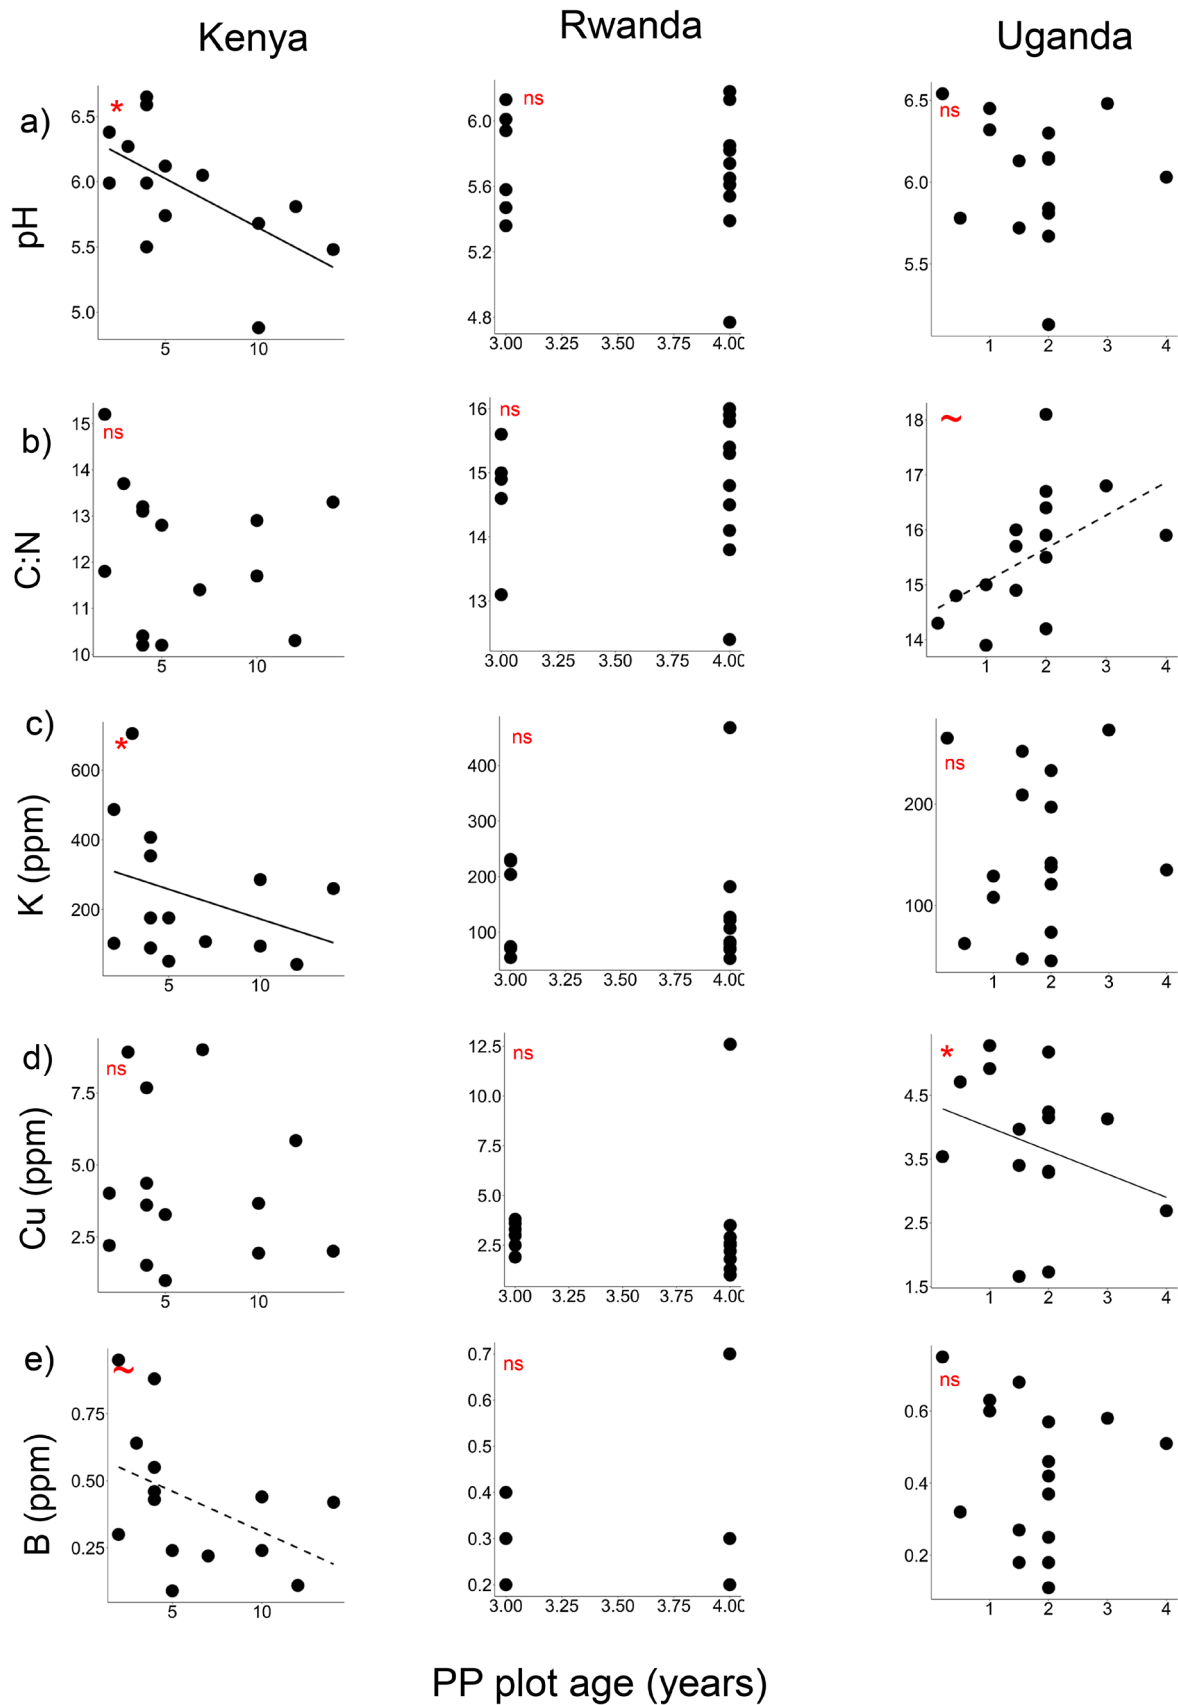 Kenya Rwanda Uganda
a)
pH
*
6.5
6.0
5.5
5.0
5 10
ns
6.0
5.6
5.2
4.8
3.00 3.25 3.50 3.75 4.00
ns
6.5
6.0
5.5
1 2 3 4
b)
C:N
ns
15
14
13
12
11
10
5 10
ns
16
15
14
13
3.00 3.25 3.50 3.75 4.00
~
18
17
16
15
14
1 2 3 4
c)
K (ppm)
*
600
400
200
5 10
ns
400
300
200
100
3.00 3.25 3.50 3.75 4.00
ns
200
100
1 2 3 4
d)
Cu (ppm)
ns
7.5
5.0
2.5
5 10
ns
12.5
10.0
7.5
5.0
2.5
3.00 3.25 3.50 3.75 4.00
*
4.5
3.5
2.5
1.5
1 2 3 4
e)
B (ppm)
~
0.75
0.50
0.25
5 10
ns
0.7
0.6
0.5
0.4
0.3
0.2
3.00 3.25 3.50 3.75 4.00
ns
0.6
0.4
0.2
1 2 3 4
PP plot age (years)